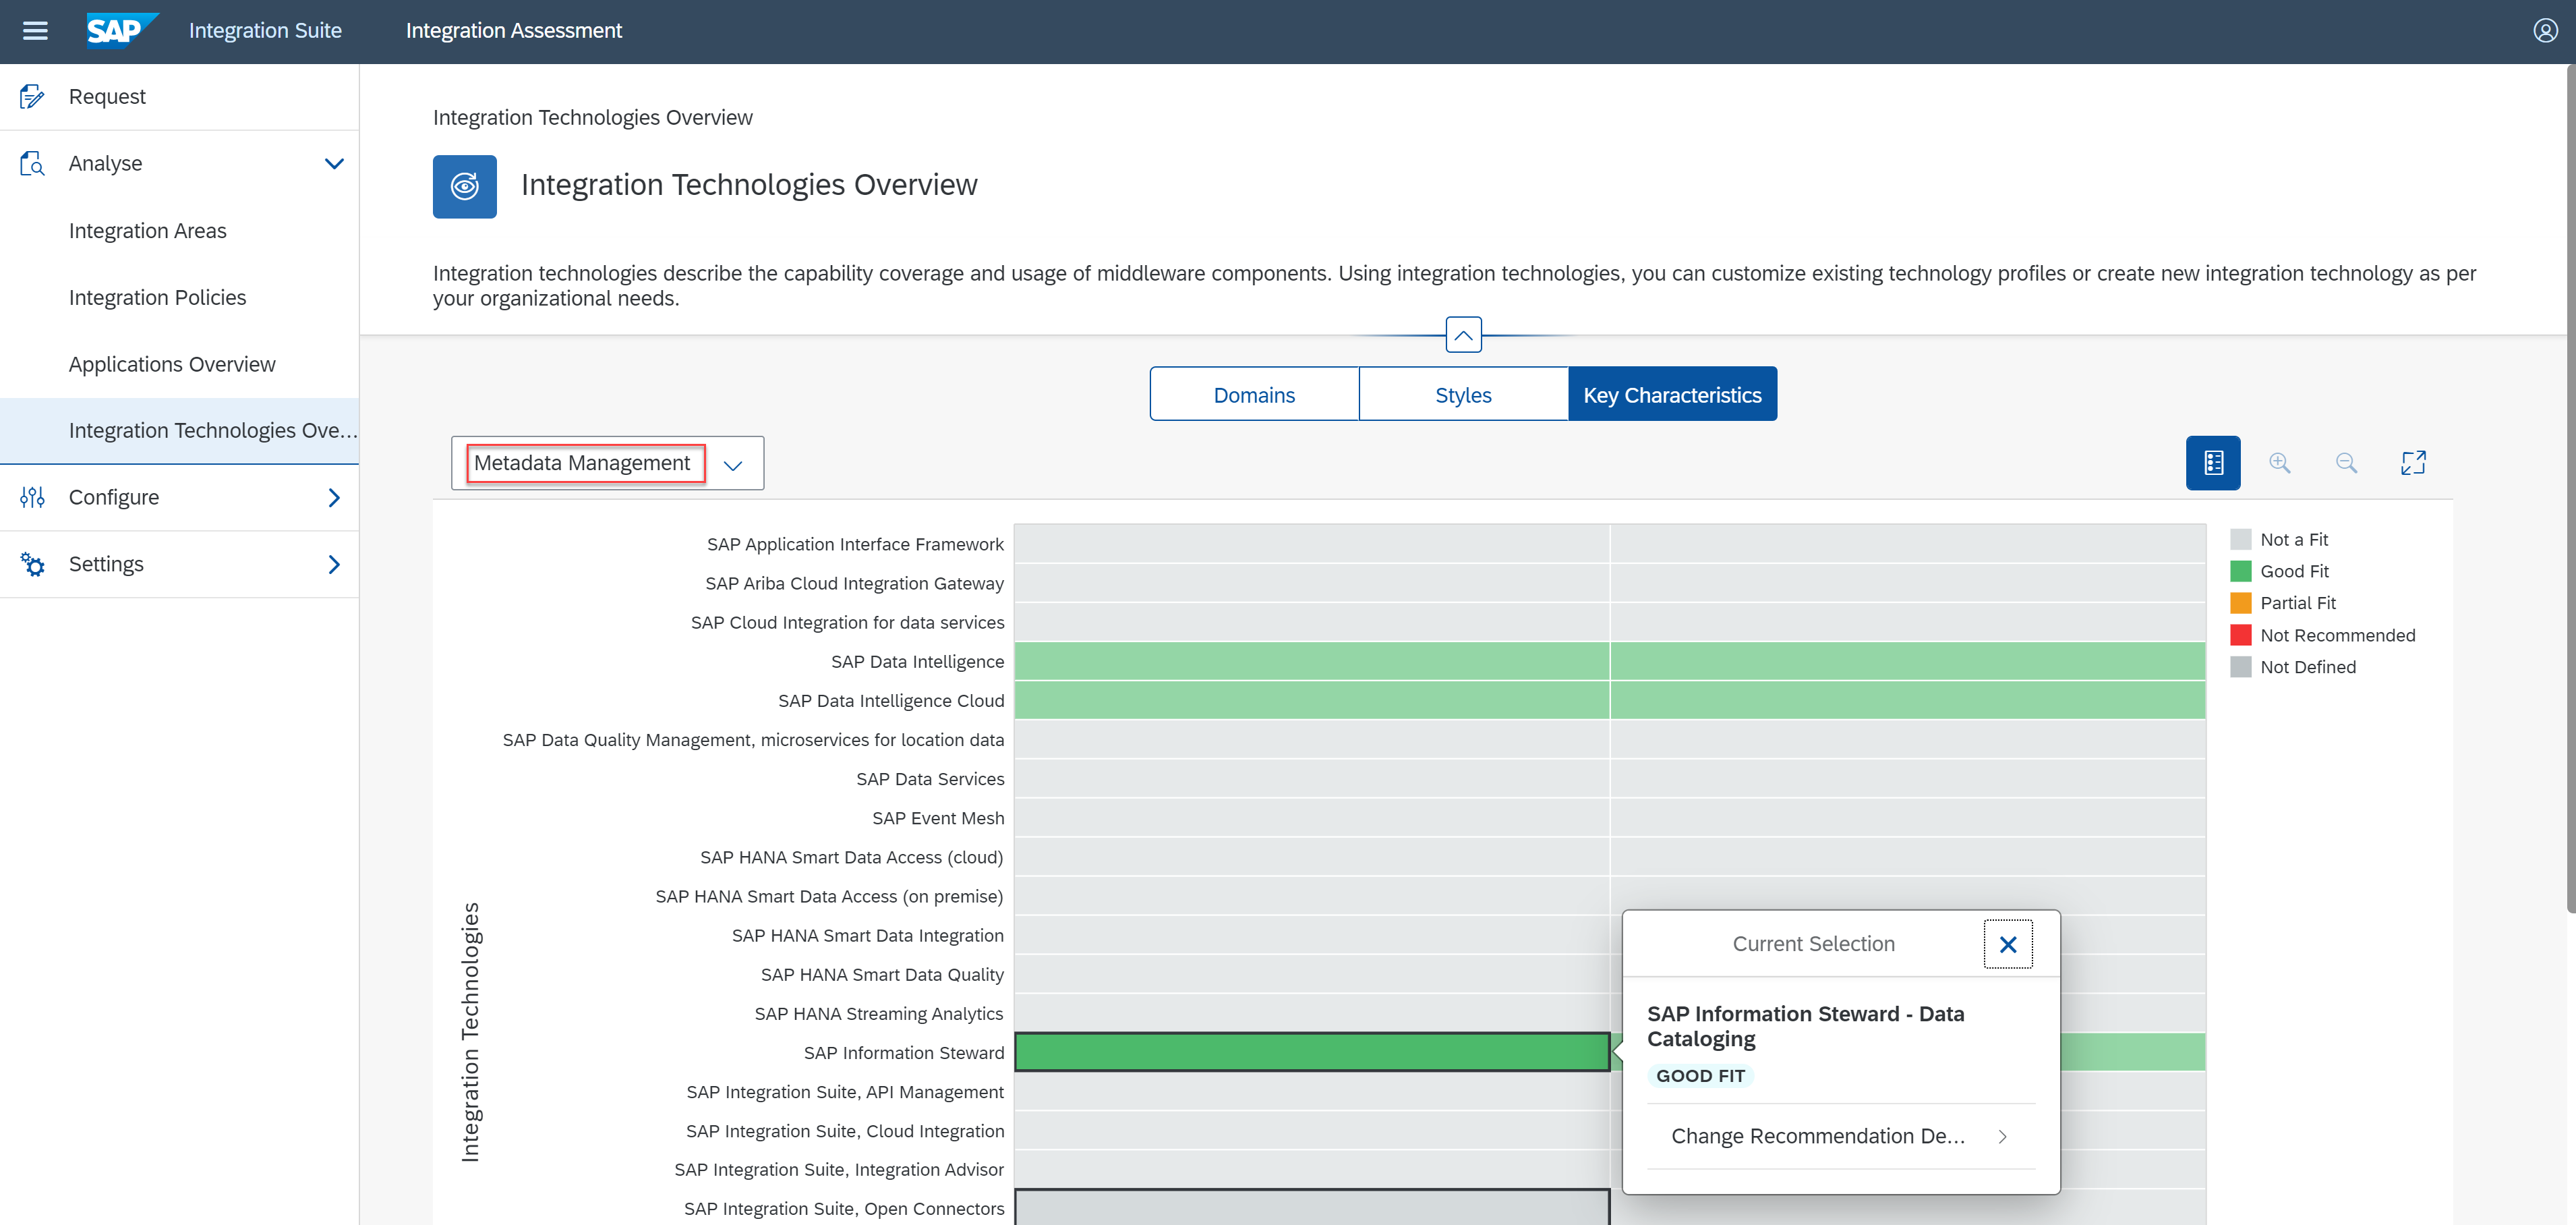 SAP Integration Suite Integration Assessment
Request
Analyse
Integration Areas
Integration Policies
Applications Overview
Integration Technologies Ove...
Configure
Settings
Integration Technologies Overview
Integration Technologies Overview
Integration technologies describe the capability coverage and usage of middleware components. Using integration technologies, you can customize existing technology profiles or create new integration technology as per
your organizational needs.
Domains Styles Key Characteristics
Metadata Management
Integration Technologies
SAP Application Interface Framework
SAP Ariba Cloud Integration Gateway
SAP Cloud Integration for data services
SAP Data Intelligence
SAP Data Intelligence Cloud
SAP Data Quality Management, microservices for location data
SAP Data Services
SAP Event Mesh
SAP HANA Smart Data Access (cloud)
SAP HANA Smart Data Access (on premise)
SAP HANA Smart Data Integration
SAP HANA Smart Data Quality
SAP HANA Streaming Analytics
SAP Information Steward
SAP Integration Suite, API Management
SAP Integration Suite, Cloud Integration
SAP Integration Suite, Integration Advisor
SAP Integration Suite, Open Connectors
Current Selection
SAP Information Steward - Data
Cataloging
GOOD FIT
Change Recommendation De...
Not a Fit
Good Fit
Partial Fit
Not Recommended
Not Defined